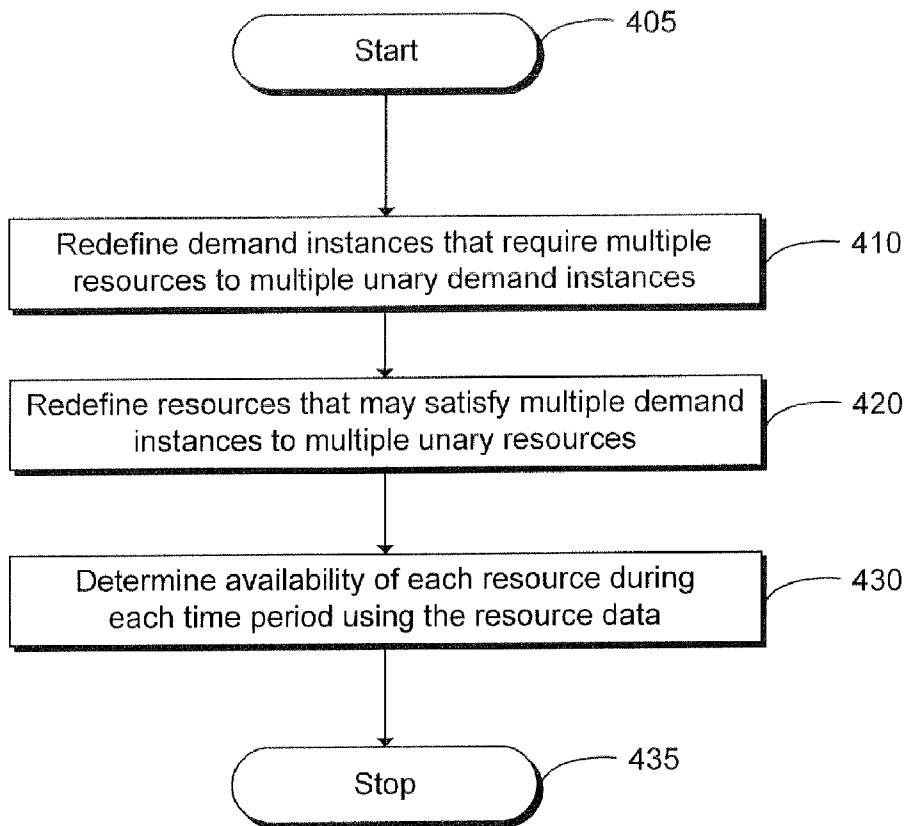 Start
405
Redefine demand instances that require multiple
resources to multiple unary demand instances
410
Redefine resources that may satisfy multiple demand
instances to multiple unary resources
420
Determine availability of each resource during
each time period using the resource data
430
Stop
435